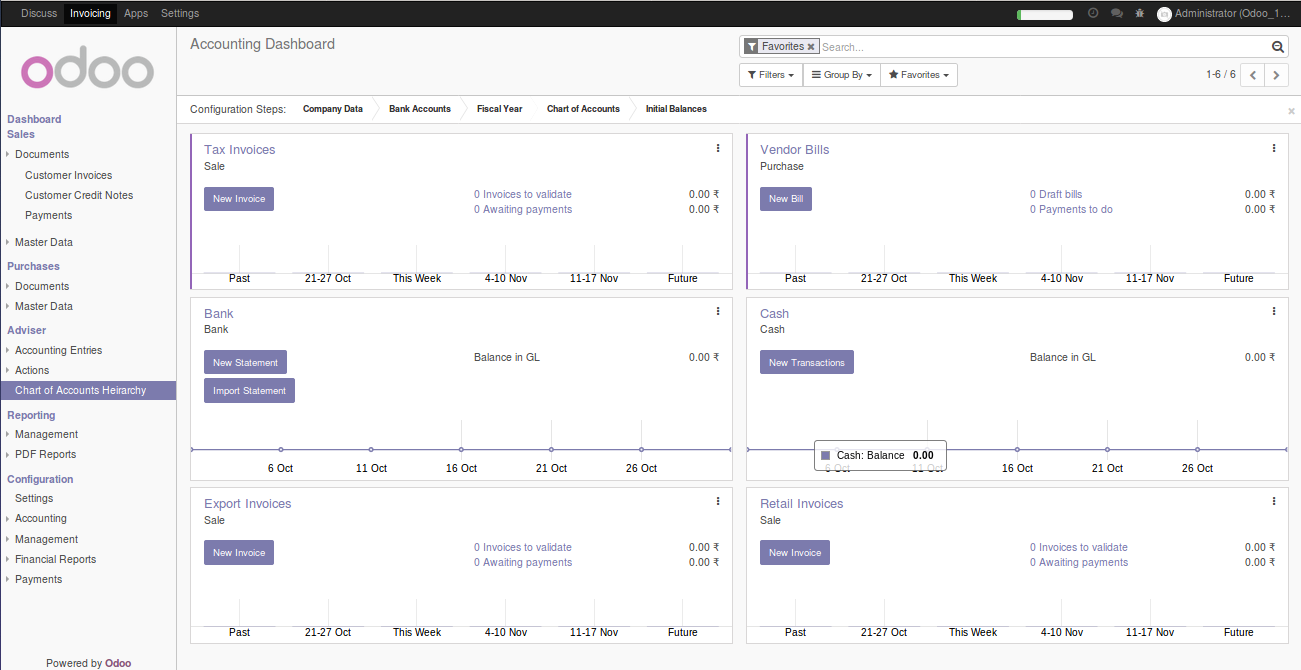 Discuss Invoicing Apps Settings Administrator (Odoo_1...
odoo
Dashboard
Sales
Documents
Customer Invoices
Customer Credit Notes
Payments
Master Data
Purchases
Documents
Master Data
Adviser
Accounting Entries
Actions
Chart of Accounts Heirarchy
Reporting
Management
PDF Reports
Configuration
Settings
Accounting
Management
Financial Reports
Payments
Powered by Odoo
Accounting Dashboard
Favorites Search...
Filters Group By Favorites 1-6 / 6
Configuration Steps: Company Data Bank Accounts Fiscal Year Chart of Accounts Initial Balances
Tax Invoices
Sale
New Invoice
0 Invoices to validate 0.00 ₹
0 Awaiting payments 0.00 ₹
Past 21-27 Oct This Week 4-10 Nov 11-17 Nov Future
Vendor Bills
Purchase
New Bill
0 Draft bills 0.00 ₹
0 Payments to do 0.00 ₹
Past 21-27 Oct This Week 4-10 Nov 11-17 Nov Future
Bank
Bank
New Statement
Import Statement
Balance in GL 0.00 ₹
6 Oct 11 Oct 16 Oct 21 Oct 26 Oct
Cash
Cash
New Transactions
Balance in GL 0.00 ₹
Cash: Balance 0.00
6 Oct 11 Oct 16 Oct 21 Oct 26 Oct
Export Invoices
Sale
New Invoice
0 Invoices to validate 0.00 ₹
0 Awaiting payments 0.00 ₹
Past 21-27 Oct This Week 4-10 Nov 11-17 Nov Future
Retail Invoices
Sale
New Invoice
0 Invoices to validate 0.00 ₹
0 Awaiting payments 0.00 ₹
Past 21-27 Oct This Week 4-10 Nov 11-17 Nov Future